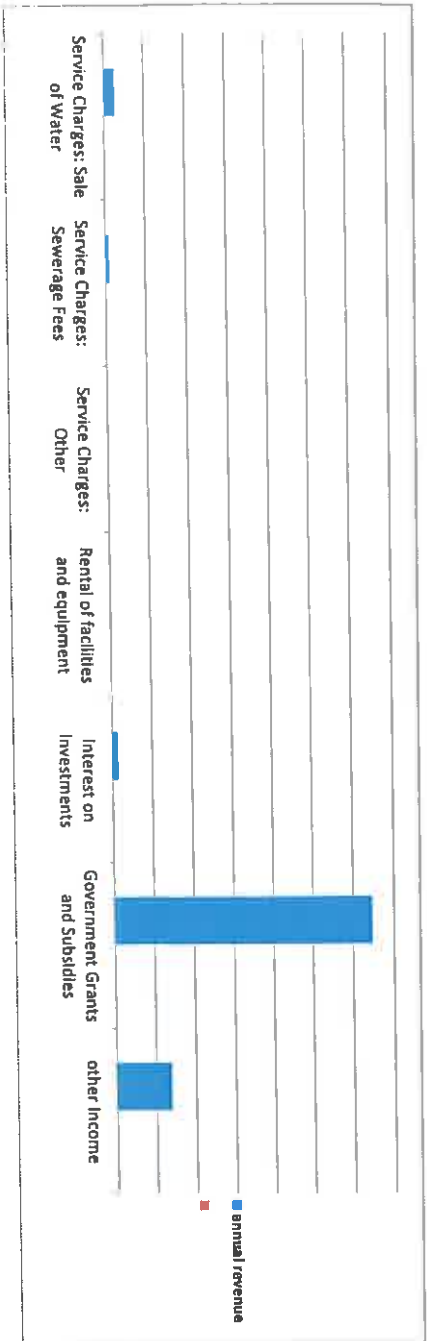 Service Charges: Sale
of Water
Service Charges:
Sewerage Fees
Service Charges:
Other
Rental of facilities
and equipment
Interest on
Investments
Government Grants
and Subsidies
other Income
annual revenue